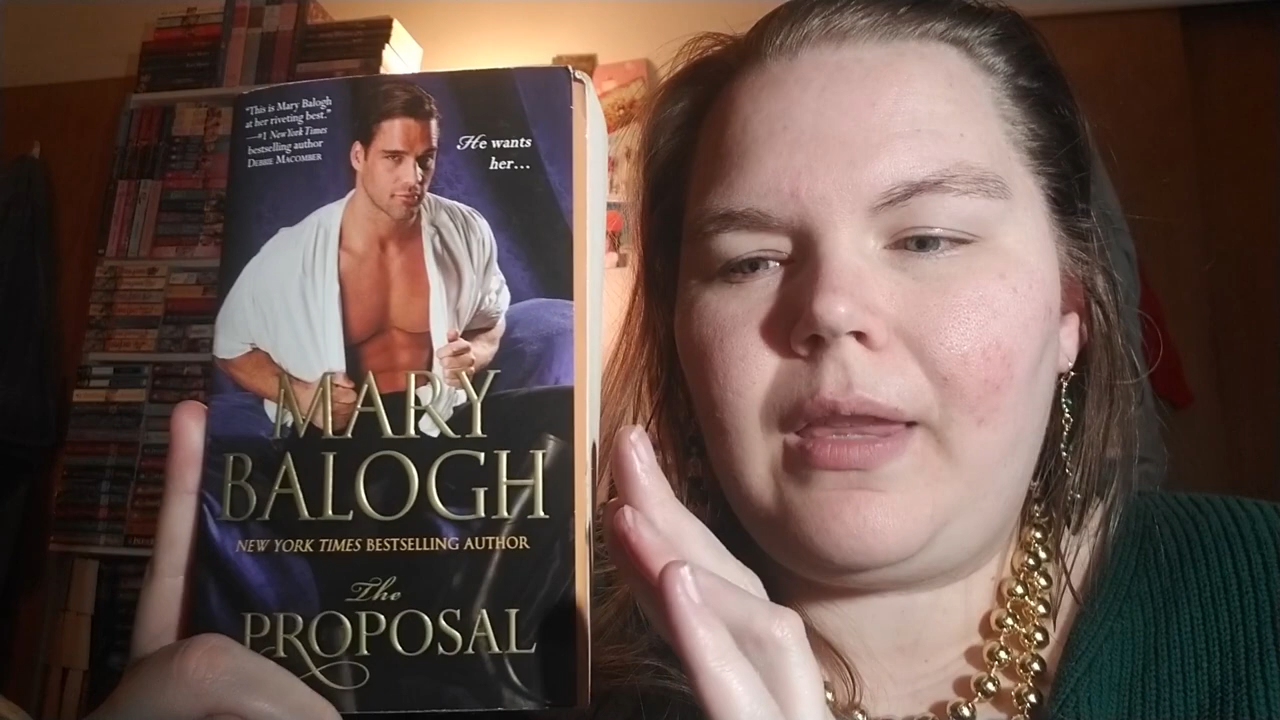 "This is Mary Balogh
at her riveting best."
—#1 New York Times
bestselling author
DEBBIE MACOMBER
He wants
her...
MARY
BALOGH
NEW YORK TIMES BESTSELLING AUTHOR
The
PROPOSAL